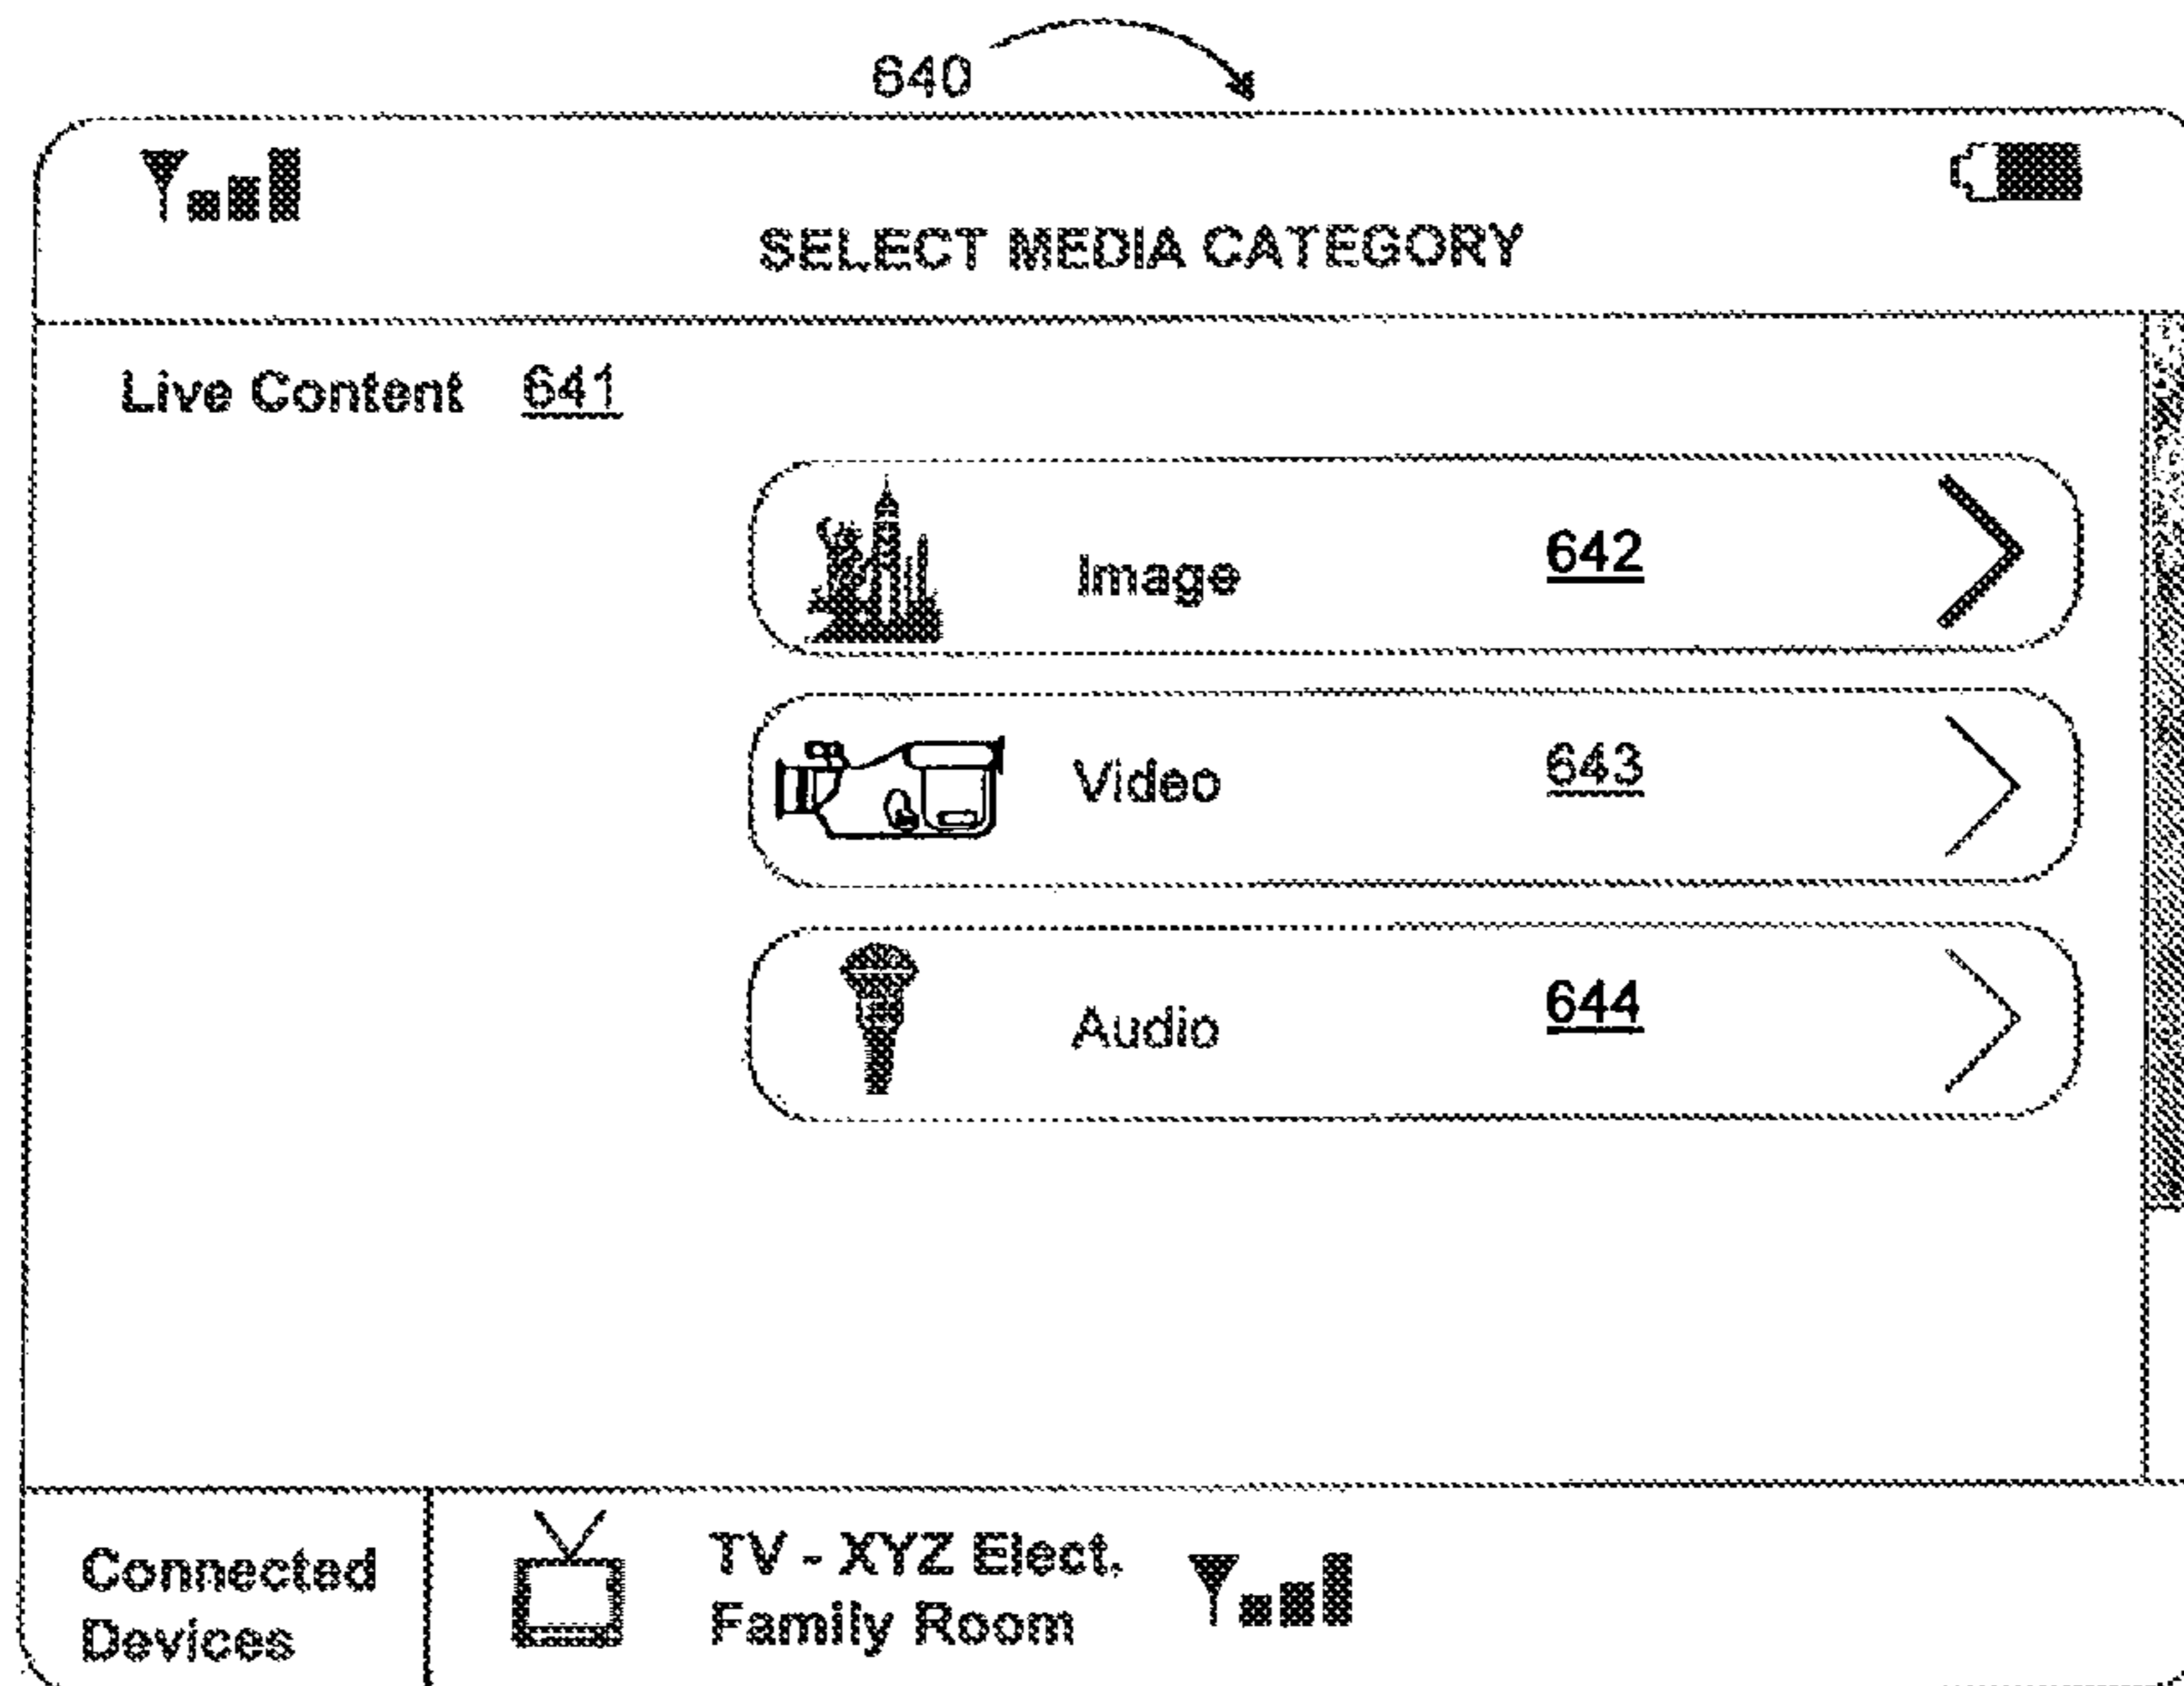 640
SELECT MEDIA CATEGORY
Live Content 641
Image 642
Video 643
Audio 644
Connected
Devices
TV - XYZ Elect.
Family Room